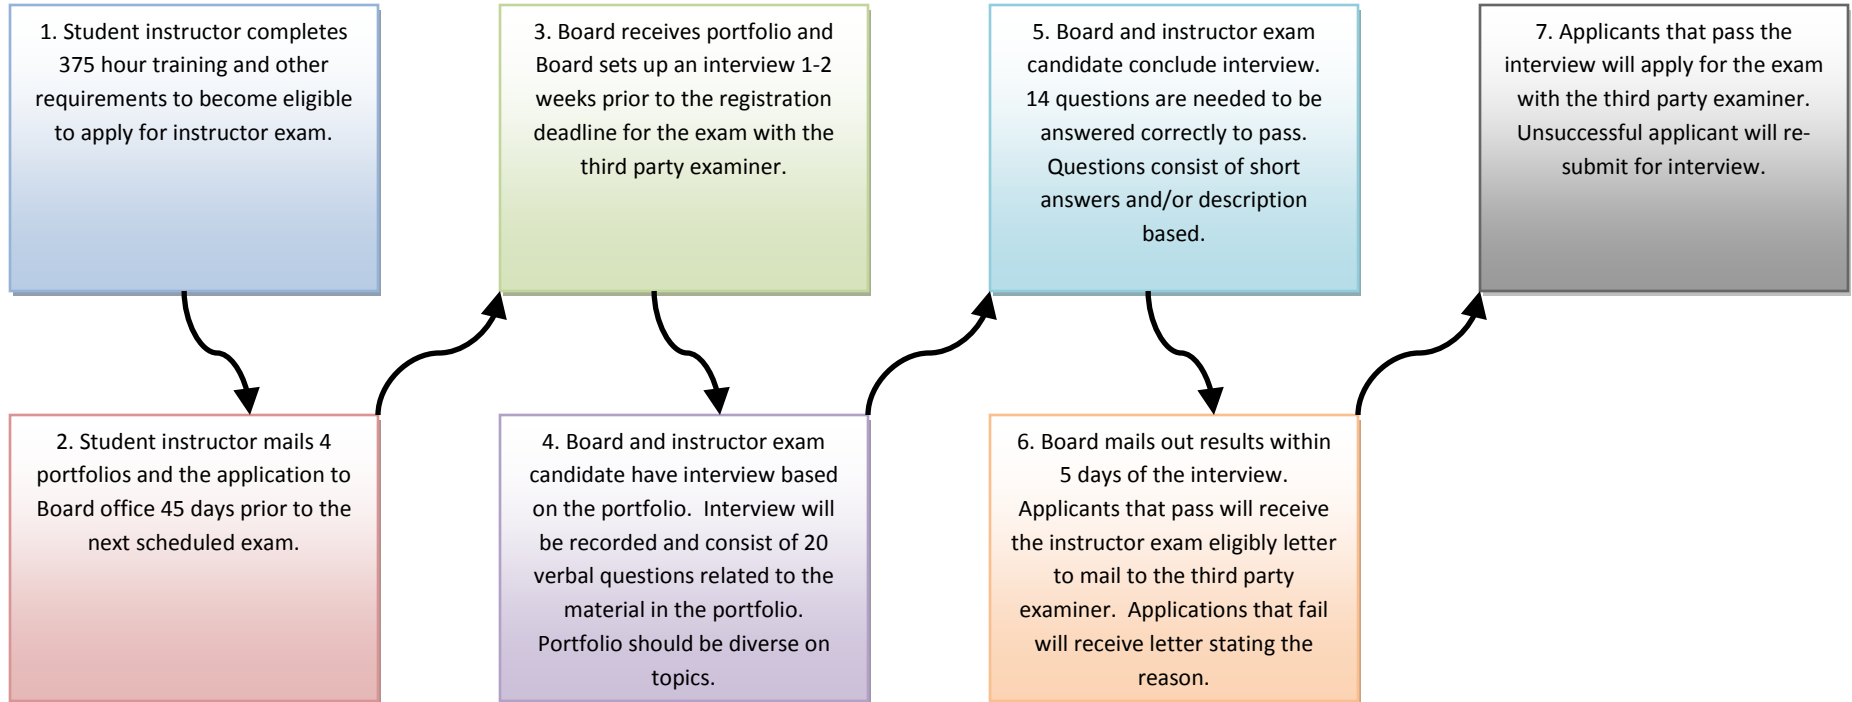 1. Student instructor completes
375 hour training and other
requirements to become eligible
to apply for instructor exam.
2. Student instructor mails 4
portfolios and the application to
Board office 45 days prior to the
next scheduled exam.
3. Board receives portfolio and
Board sets up an interview 1-2
weeks prior to the registration
deadline for the exam with the
third party examiner.
4. Board and instructor exam
candidate have interview based
on the portfolio.  Interview will
be recorded and consist of 20
verbal questions related to the
material in the portfolio.
Portfolio should be diverse on
topics.
5. Board and instructor exam
candidate conclude interview.
14 questions are needed to be
answered correctly to pass.
Questions consist of short
answers and/or description
based.
6. Board mails out results within
5 days of the interview.
Applicants that pass will receive
the instructor exam eligibly letter
to mail to the third party
examiner.  Applications that fail
will receive letter stating the
reason.
7. Applicants that pass the
interview will apply for the exam
with the third party examiner.
Unsuccessful applicant will re-
submit for interview.